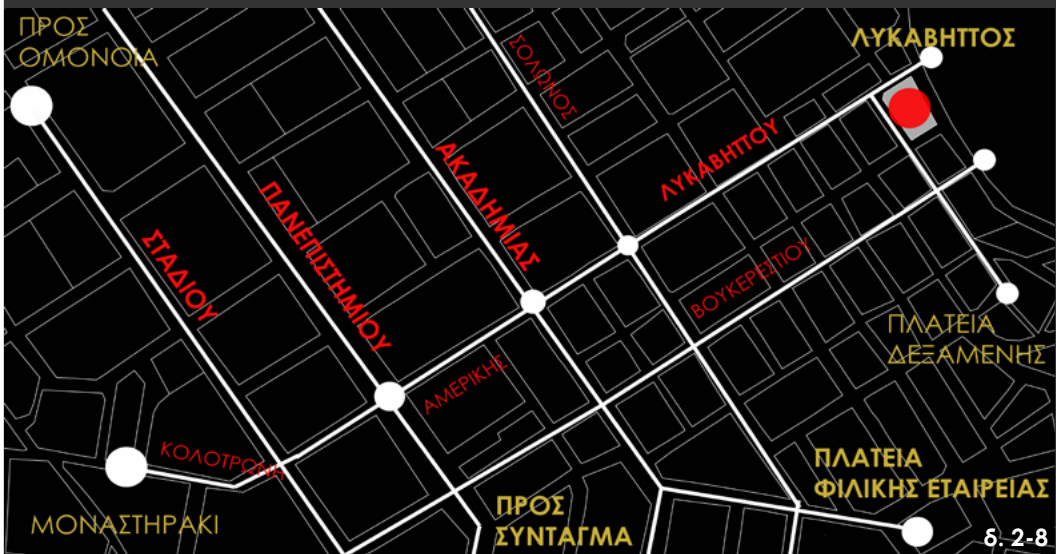 ΠΡΟΣ
ΟΜΟΝΟΙΑ
ΛΥΚΑΒΗΤΤΟΣ
ΣΟΛΩΝΟΣ
ΛΥΚΑΒΗΤΤΟΥ
ΑΚΑΔΗΜΙΑΣ
ΠΑΝΕΠΙΣΤΗΜΙΟΥ
ΣΤΑΔΙΟΥ
ΒΟΥΚΕΡΕΣΤΙΟΥ
ΠΛΑΤΕΙΑ
ΔΕΞΑΜΕΝΗΣ
ΑΜΕΡΙΚΗΣ
ΚΟΛΟΤΡΩΝΗ
ΠΛΑΤΕΙΑ
ΦΙΛΙΚΗΣ ΕΤΑΙΡΕΙΑΣ
ΜΟΝΑΣΤΗΡΑΚΙ
ΠΡΟΣ
ΣΥΝΤΑΓΜΑ
δ. 2-8